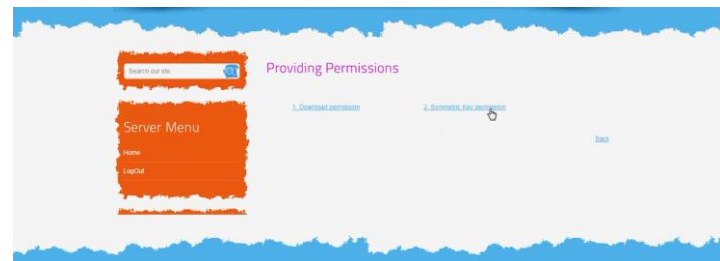 Search our site:
Providing Permissions
1. Download permission
2. Symmetric Key permission
Server Menu
Home
LogOut
Back